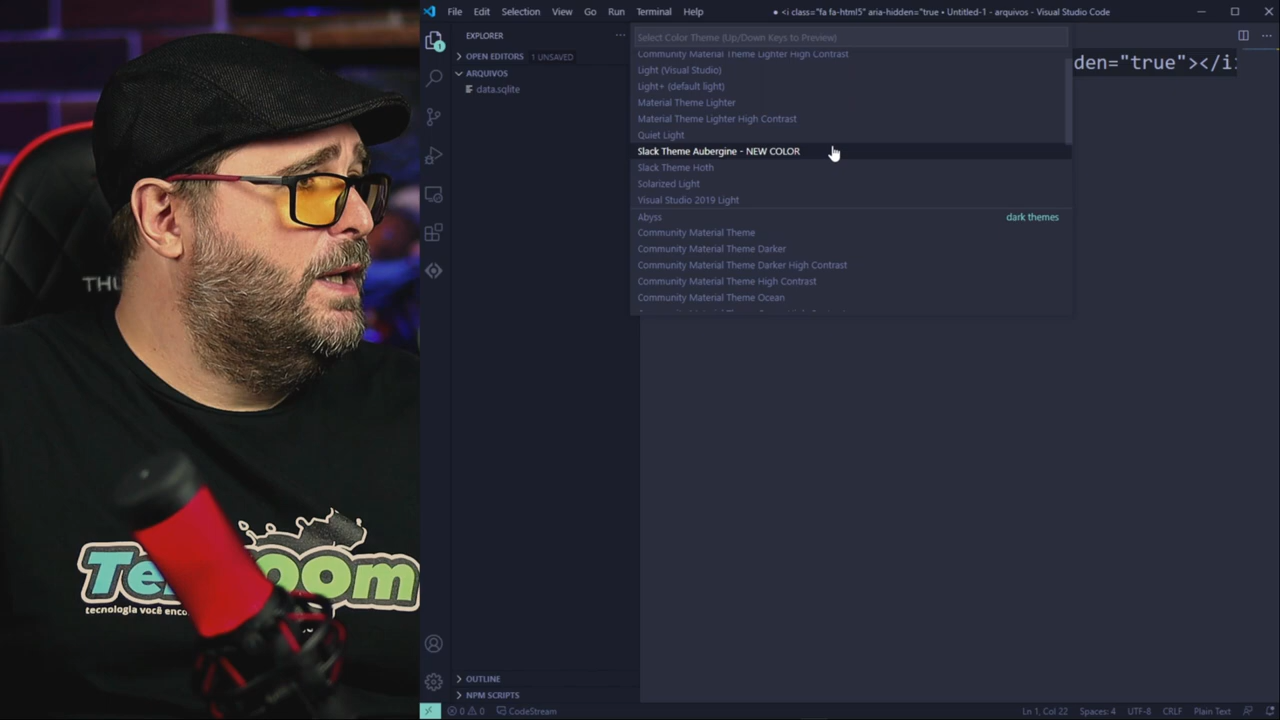 File Edit Selection View Go Run Terminal Help
● <i class="fa fa-html5" aria-hidden="true • Untitled-1 - arquivos - Visual Studio Code
EXPLORER
OPEN EDITORS 1 UNSAVED
ARQUIVOS
data.sqlite
OUTLINE
NPM SCRIPTS
1
Select Color Theme (Up/Down Keys to Preview)
Community Material Theme Lighter High Contrast
Light (Visual Studio)
Light+ (default light)
Material Theme Lighter
Material Theme Lighter High Contrast
Quiet Light
Slack Theme Aubergine - NEW COLOR
Slack Theme Hoth
Solarized Light
Visual Studio 2019 Light
Abyss dark themes
Community Material Theme
Community Material Theme Darker
Community Material Theme Darker High Contrast
Community Material Theme High Contrast
Community Material Theme Ocean
den="true"></i
0 0 CodeStream
Ln 1, Col 22 Spaces: 4 UTF-8 CRLF Plain Text
THU
tecnologia você enco